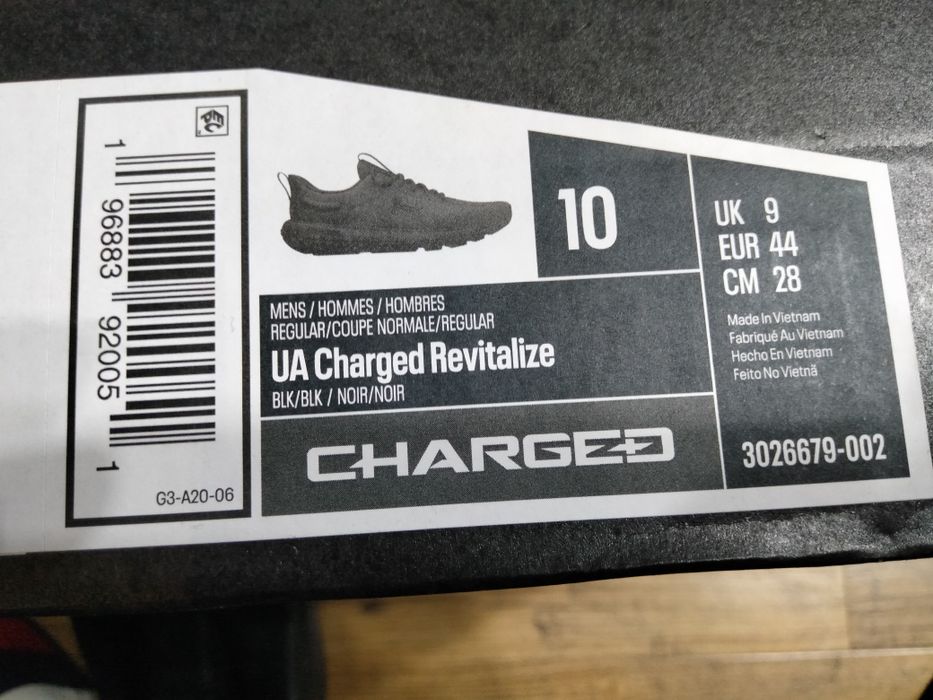 1 96883 92005 1
G3-A20-06
10
MENS / HOMMES / HOMBRES
REGULAR/COUPE NORMALE/REGULAR
UA Charged Revitalize
BLK/BLK / NOIR/NOIR
CHARGED
UK 9
EUR 44
CM 28
Made In Vietnam
Fabriqué Au Vietnam
Hecho En Vietnam
Feito No Vietnã
3026679-002